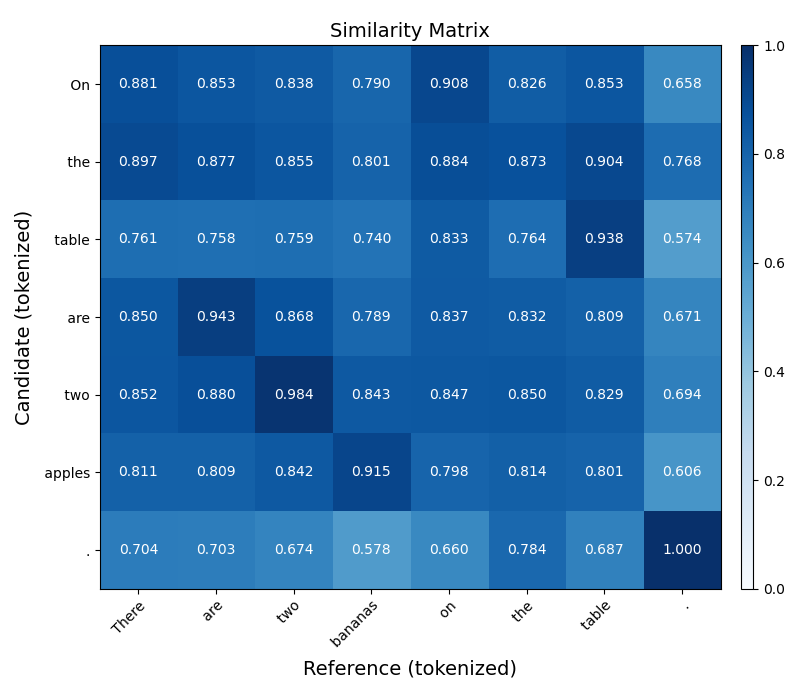 Similarity Matrix
Candidate (tokenized)
On 0.881 0.853 0.838 0.790 0.908 0.826 0.853 0.658
the 0.897 0.877 0.855 0.801 0.884 0.873 0.904 0.768
table 0.761 0.758 0.759 0.740 0.833 0.764 0.938 0.574
are 0.850 0.943 0.868 0.789 0.837 0.832 0.809 0.671
two 0.852 0.880 0.984 0.843 0.847 0.850 0.829 0.694
apples 0.811 0.809 0.842 0.915 0.798 0.814 0.801 0.606
. 0.704 0.703 0.674 0.578 0.660 0.784 0.687 1.000
There are two bananas on the table .
Reference (tokenized)
1.0
0.8
0.6
0.4
0.2
0.0